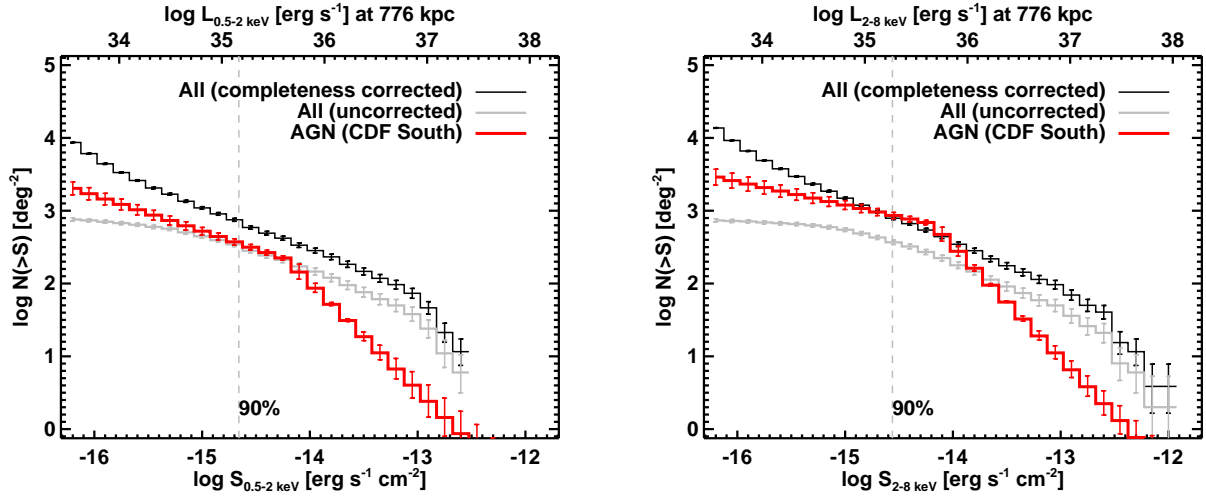 log L0.5-2 keV [erg s-1] at 776 kpc
34 35 36 37 38
5
4
3
2
1
0
log N(>S) [deg-2]
All (completeness corrected)
All (uncorrected)
AGN (CDF South)
90%
-16 -15 -14 -13 -12
log S0.5-2 keV [erg s-1 cm-2]
log L2-8 keV [erg s-1] at 776 kpc
34 35 36 37 38
5
4
3
2
1
0
log N(>S) [deg-2]
All (completeness corrected)
All (uncorrected)
AGN (CDF South)
90%
-16 -15 -14 -13 -12
log S2-8 keV [erg s-1 cm-2]